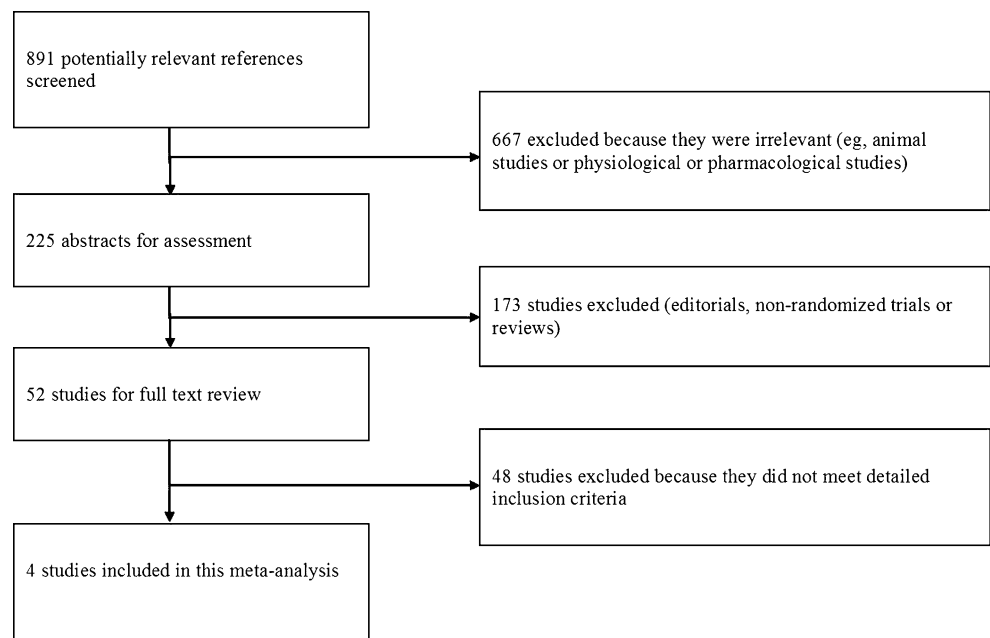 891 potentially relevant references
screened
667 excluded because they were irrelevant (eg, animal
studies or physiological or pharmacological studies)
225 abstracts for assessment
173 studies excluded (editorials, non-randomized trials or
reviews)
52 studies for full text review
48 studies excluded because they did not meet detailed
inclusion criteria
4 studies included in this meta-analysis